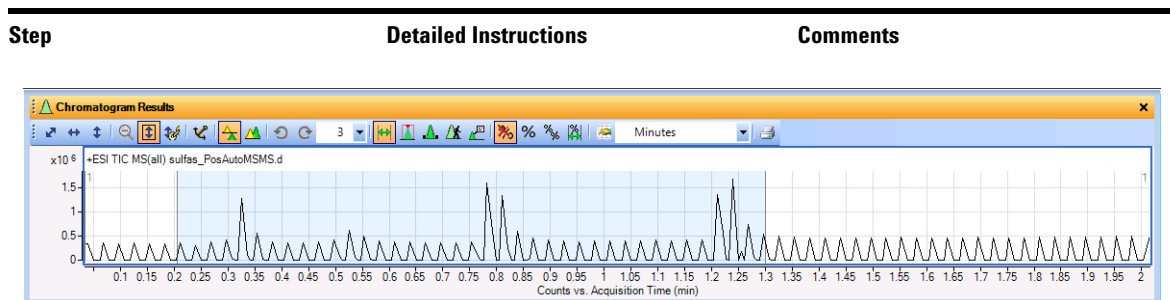 Step Detailed Instructions Comments
Chromatogram Results
3 Minutes
x10 6 +ESI TIC MS(all) sulfas_PosAutoMSMS.d
1 1
1.5
1
0.5
0
0.1 0.15 0.2 0.25 0.3 0.35 0.4 0.45 0.5 0.55 0.6 0.65 0.7 0.75 0.8 0.85 0.9 0.95 1 1.05 1.1 1.15 1.2 1.25 1.3 1.35 1.4 1.45 1.5 1.55 1.6 1.65 1.7 1.75 1.8 1.85 1.9 1.95 2
Counts vs. Acquisition Time (min)